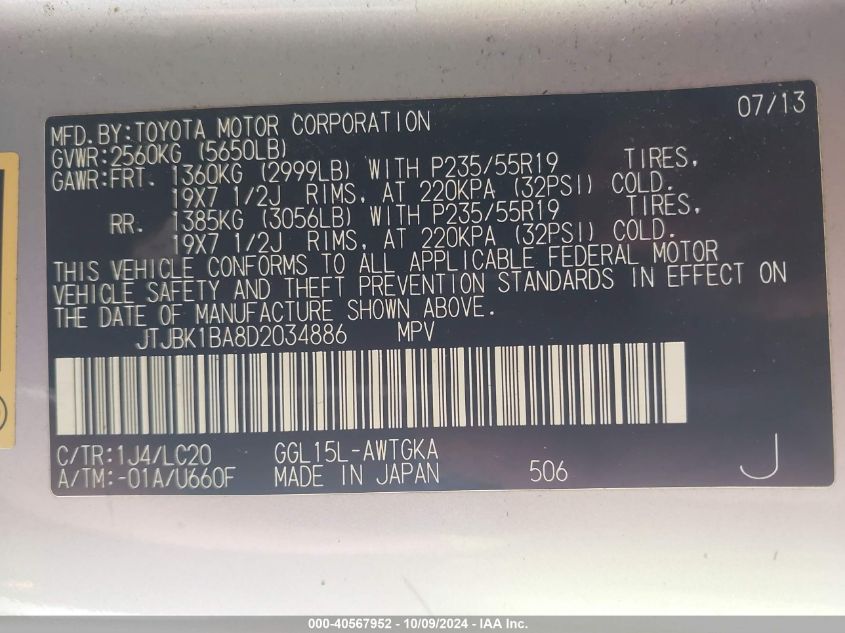 07/13
MFD.BY:TOYOTA MOTOR CORPORATION
GVWR:2560KG (5650LB)
GAWR:FRT. 1360KG (2999LB) WITH P235/55R19 TIRES,
19X7 1/2J RIMS, AT 220KPA (32PSI) COLD.
RR. 1385KG (3056LB) WITH P235/55R19 TIRES,
19X7 1/2J RIMS, AT 220KPA (32PSI) COLD.
THIS VEHICLE CONFORMS TO ALL APPLICABLE FEDERAL MOTOR
VEHICLE SAFETY AND THEFT PREVENTION STANDARDS IN EFFECT ON
THE DATE OF MANUFACTURE SHOWN ABOVE.
JTJBK1BA8D2034886 MPV
C/TR:1J4/LC20 GGL15L-AWTGKA
A/TM:-01A/U660F MADE IN JAPAN 506 J
000-40567952 - 10/09/2024 - IAA Inc.